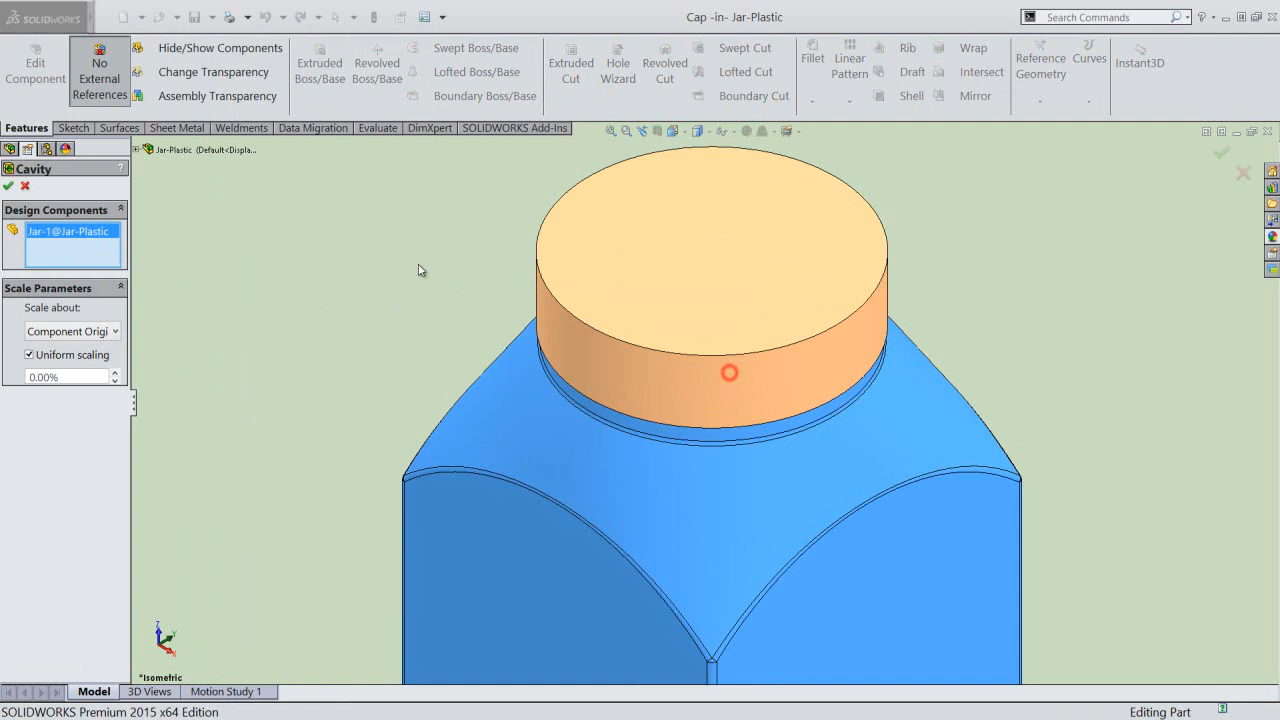 SOLIDWORKS
Cap -in- Jar-Plastic
Search Commands
Edit Component
No External References
Hide/Show Components
Change Transparency
Assembly Transparency
Extruded Boss/Base
Revolved Boss/Base
Swept Boss/Base
Lofted Boss/Base
Boundary Boss/Base
Extruded Cut
Hole Wizard
Revolved Cut
Swept Cut
Lofted Cut
Boundary Cut
Fillet
Linear Pattern
Rib
Draft
Shell
Wrap
Intersect
Mirror
Reference Geometry
Curves
Instant3D
Features Sketch Surfaces Sheet Metal Weldments Data Migration Evaluate DimXpert SOLIDWORKS Add-Ins
Jar-Plastic (Default<Displa...
Cavity ?
Design Components
Jar-1@Jar-Plastic
Scale Parameters
Scale about:
Component Origi
Uniform scaling
0.00%
Z
Y
X
*Isometric
Model 3D Views Motion Study 1
SOLIDWORKS Premium 2015 x64 Edition
Editing Part